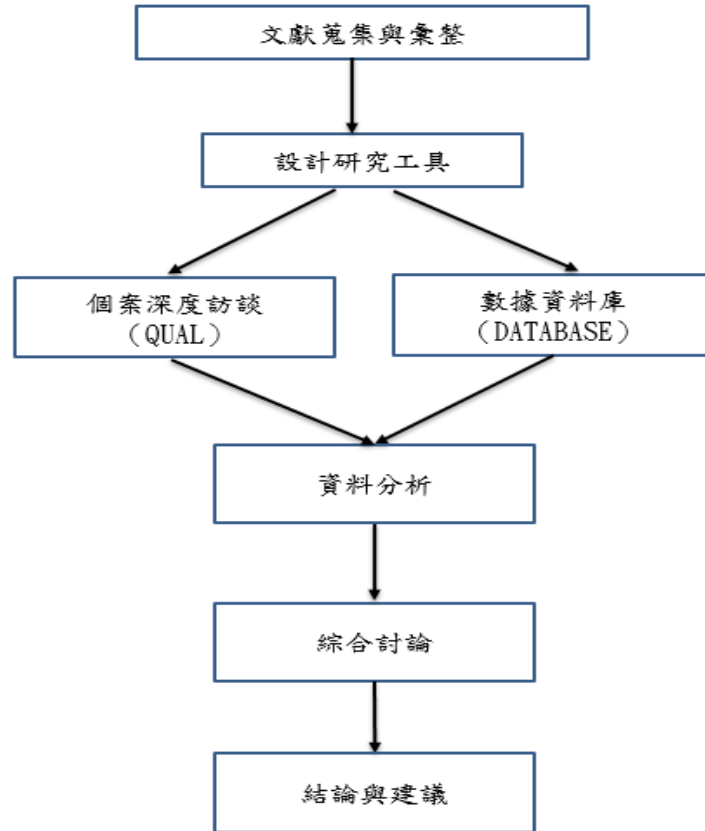 文獻蒐集與彙整
設計研究工具
個案深度訪談
（QUAL）
數據資料庫
（DATABASE）
資料分析
綜合討論
結論與建議